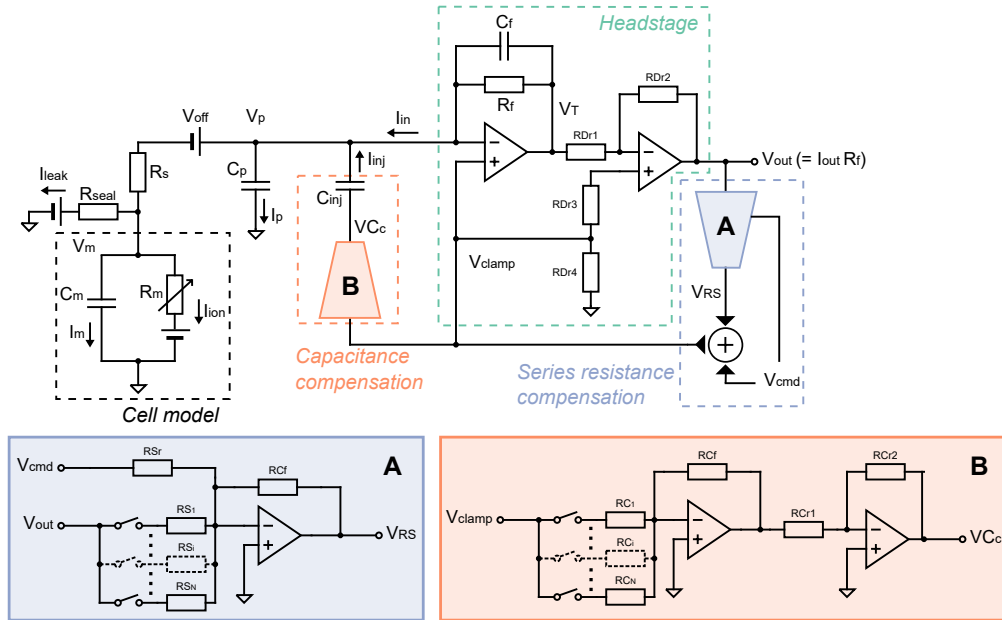 Headstage
Cf
Rf
VT
RDr2
RDr1
Voff
Vp
Iin
Vout (= Iout Rf)
Rs
Cp
Iinj
Cinj
Ileak
Rseal
Ip
VCc
RDr3
A
Vm
B
Vclamp
RDr4
VRS
Cm
Rm
Im
Iion
+
Capacitance
compensation
Series resistance
compensation
Vcmd
Cell model
A
Vcmd
RSr
RCf
Vout
RS1
RSi
RSN
VRS
B
RCf
RCr2
Vclamp
RC1
RCr1
RCi
RCN
VCc